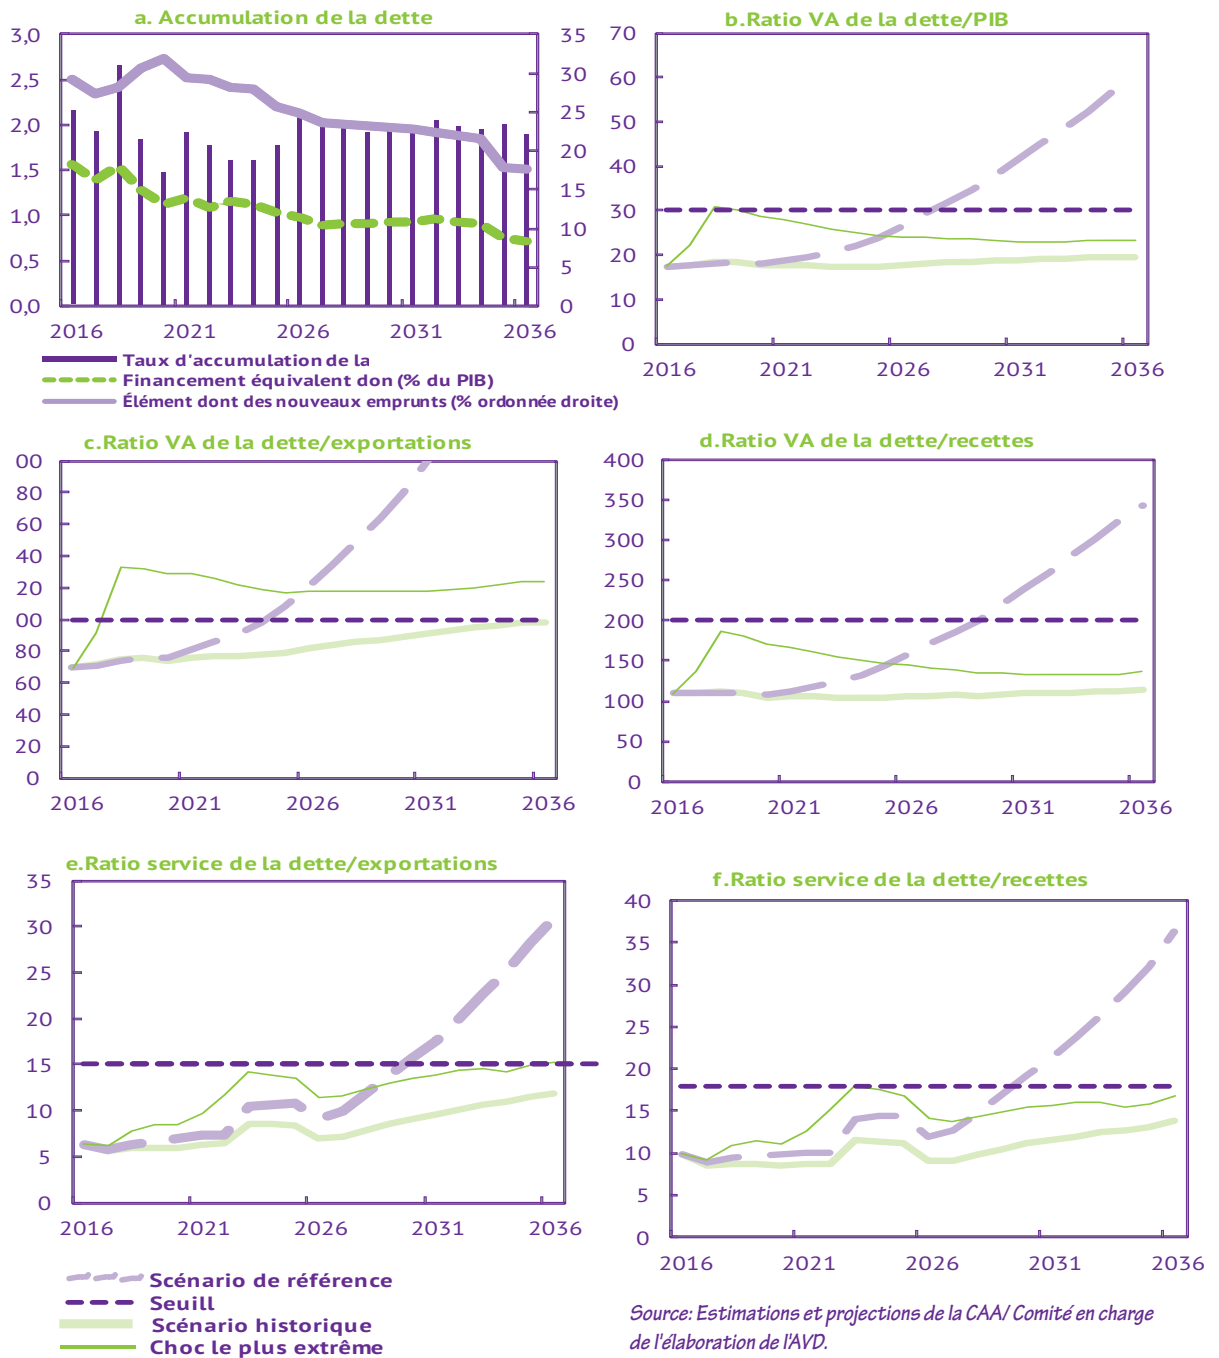 a. Accumulation de la dette
3,0
2,5
2,0
1,5
1,0
0,5
0,0
35
30
25
20
15
10
5
0
2016 2021 2026 2031 2036
Taux d'accumulation de la
Financement équivalent don (% du PIB)
Élément dont des nouveaux emprunts (% ordonnée droite)
b.Ratio VA de la dette/PIB
70
60
50
40
30
20
10
0
2016 2021 2026 2031 2036
c.Ratio VA de la dette/exportations
00
80
60
40
20
00
80
60
40
20
0
2016 2021 2026 2031 2036
d.Ratio VA de la dette/recettes
400
350
300
250
200
150
100
50
0
2016 2021 2026 2031 2036
e.Ratio service de la dette/exportations
35
30
25
20
15
10
5
0
2016 2021 2026 2031 2036
f.Ratio service de la dette/recettes
40
35
30
25
20
15
10
5
0
2016 2021 2026 2031 2036
Scénario de référence
Seuill
Scénario historique
Choc le plus extrême
Source: Estimations et projections de la CAA/ Comité en charge
de l'élaboration de l'AVD.